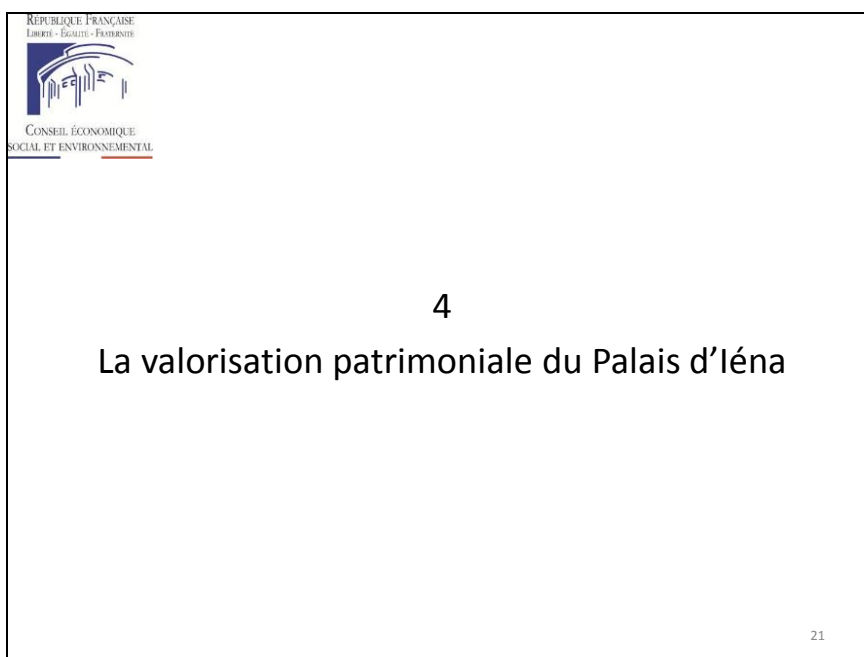 RÉPUBLIQUE FRANÇAISE
LIBERTÉ - ÉGALITÉ - FRATERNITÉ
CONSEIL ÉCONOMIQUE
SOCIAL ET ENVIRONNEMENTAL
4
La valorisation patrimoniale du Palais d’Iéna
21